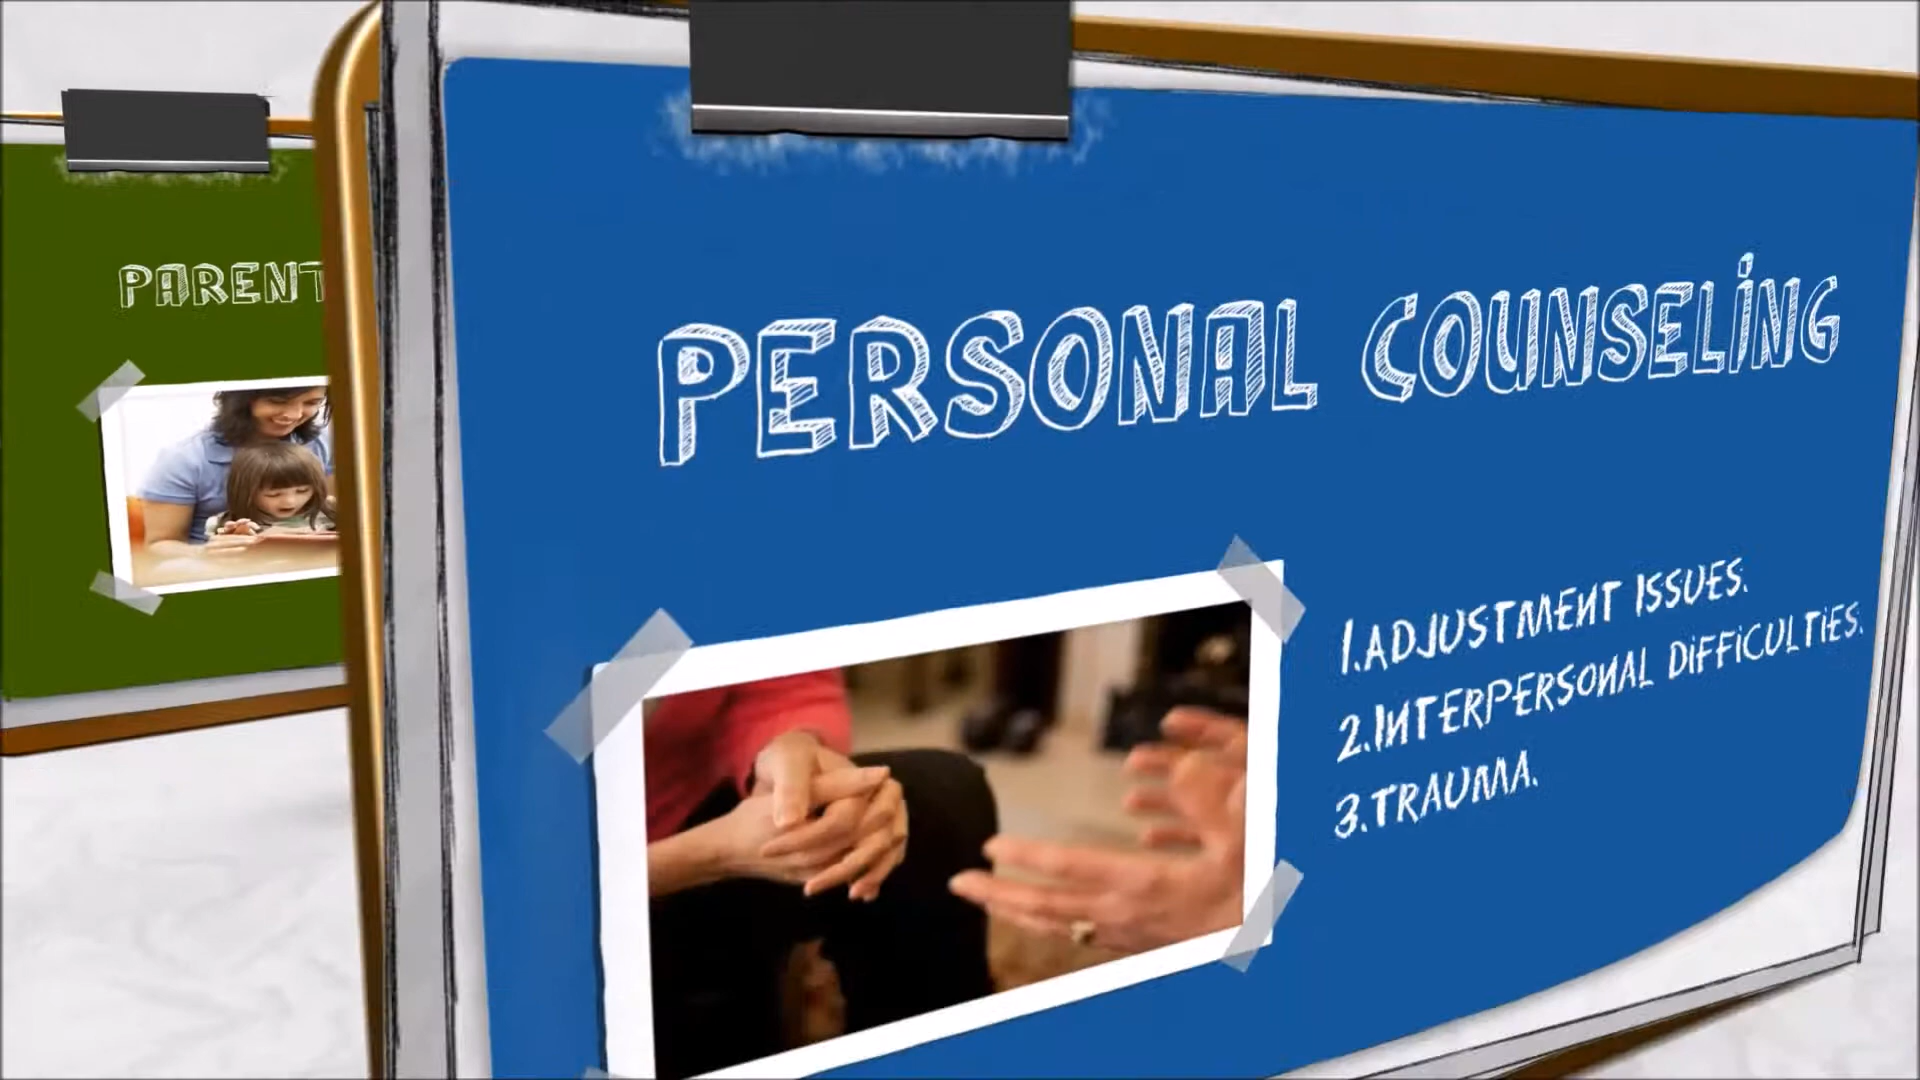 PARENT
PERSONAL COUNSELING
1.ADJUSTMENT ISSUES.
2.INTERPERSONAL DIFFICULTIES.
3.TRAUMA.